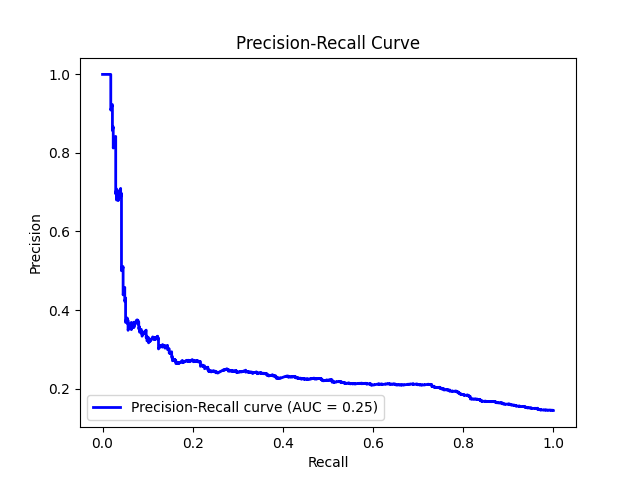 Precision-Recall Curve
Precision
1.0
0.8
0.6
0.4
0.2
Precision-Recall curve (AUC = 0.25)
0.0 0.2 0.4 0.6 0.8 1.0
Recall